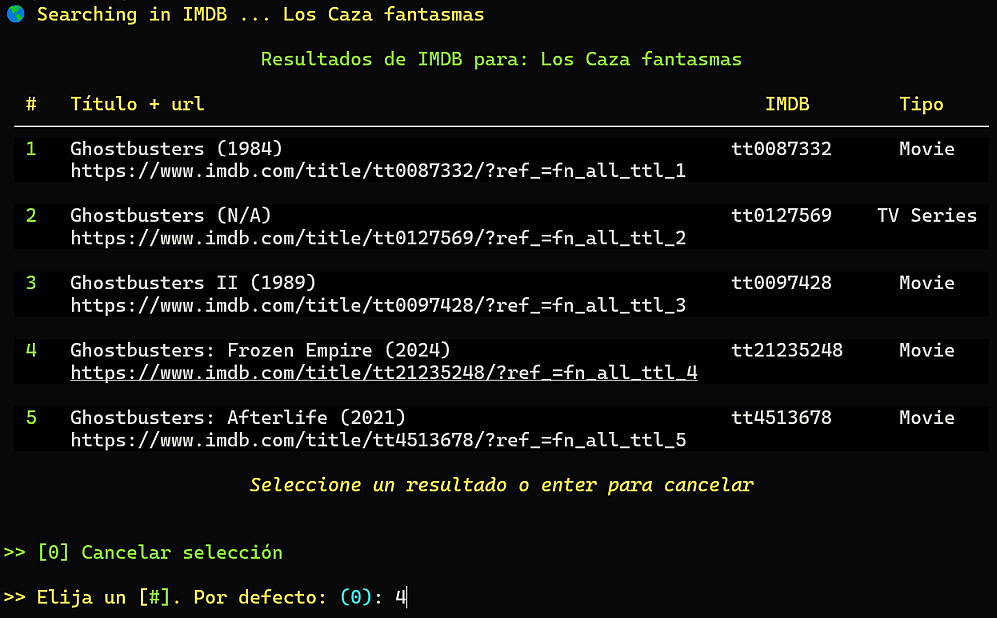 Searching in IMDB ... Los Caza fantasmas
Resultados de IMDB para: Los Caza fantasmas
# Título + url IMDB Tipo
1 Ghostbusters (1984) tt0087332 Movie
https://www.imdb.com/title/tt0087332/?ref_=fn_all_ttl_1
2 Ghostbusters (N/A) tt0127569 TV Series
https://www.imdb.com/title/tt0127569/?ref_=fn_all_ttl_2
3 Ghostbusters II (1989) tt0097428 Movie
https://www.imdb.com/title/tt0097428/?ref_=fn_all_ttl_3
4 Ghostbusters: Frozen Empire (2024) tt21235248 Movie
https://www.imdb.com/title/tt21235248/?ref_=fn_all_ttl_4
5 Ghostbusters: Afterlife (2021) tt4513678 Movie
https://www.imdb.com/title/tt4513678/?ref_=fn_all_ttl_5
Seleccione un resultado o enter para cancelar
>> [0] Cancelar selección
>> Elija un [#]. Por defecto: (0): 4